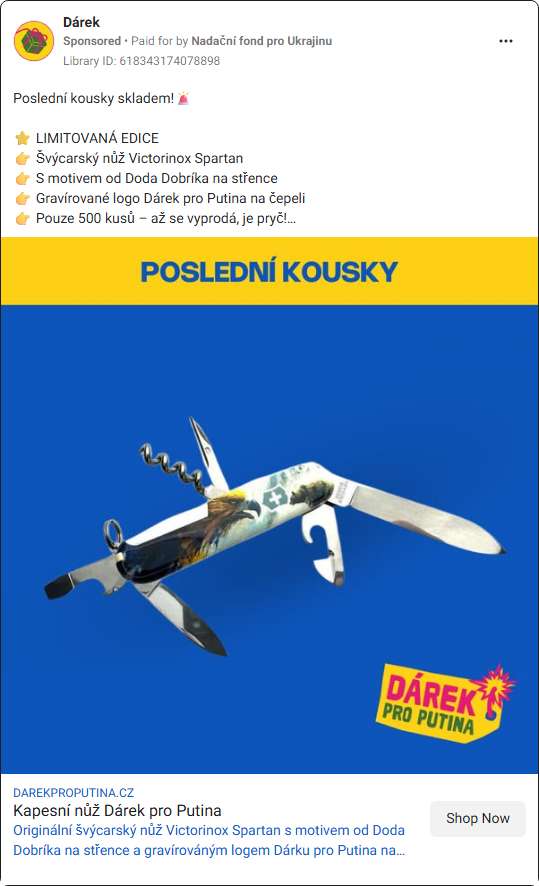 Dárek
Sponsored • Paid for by Nadační fond pro Ukrajinu
Library ID: 618343174078898
Poslední kousky skladem!🚨
⭐ LIMITOVANÁ EDICE
👉 Švýcarský nůž Victorinox Spartan
👉 S motivem od Doda Dobríka na střence
👉 Gravírované logo Dárek pro Putina na čepeli
👉 Pouze 500 kusů – až se vyprodá, je pryč!...
POSLEDNÍ KOUSKY
DÁREK
PRO PUTINA
DAREKPROPUTINA.CZ
Kapesní nůž Dárek pro Putina
Originální švýcarský nůž Victorinox Spartan s motivem od Doda
Dobríka na střence a gravírováným logem Dárku pro Putina na...
Shop Now